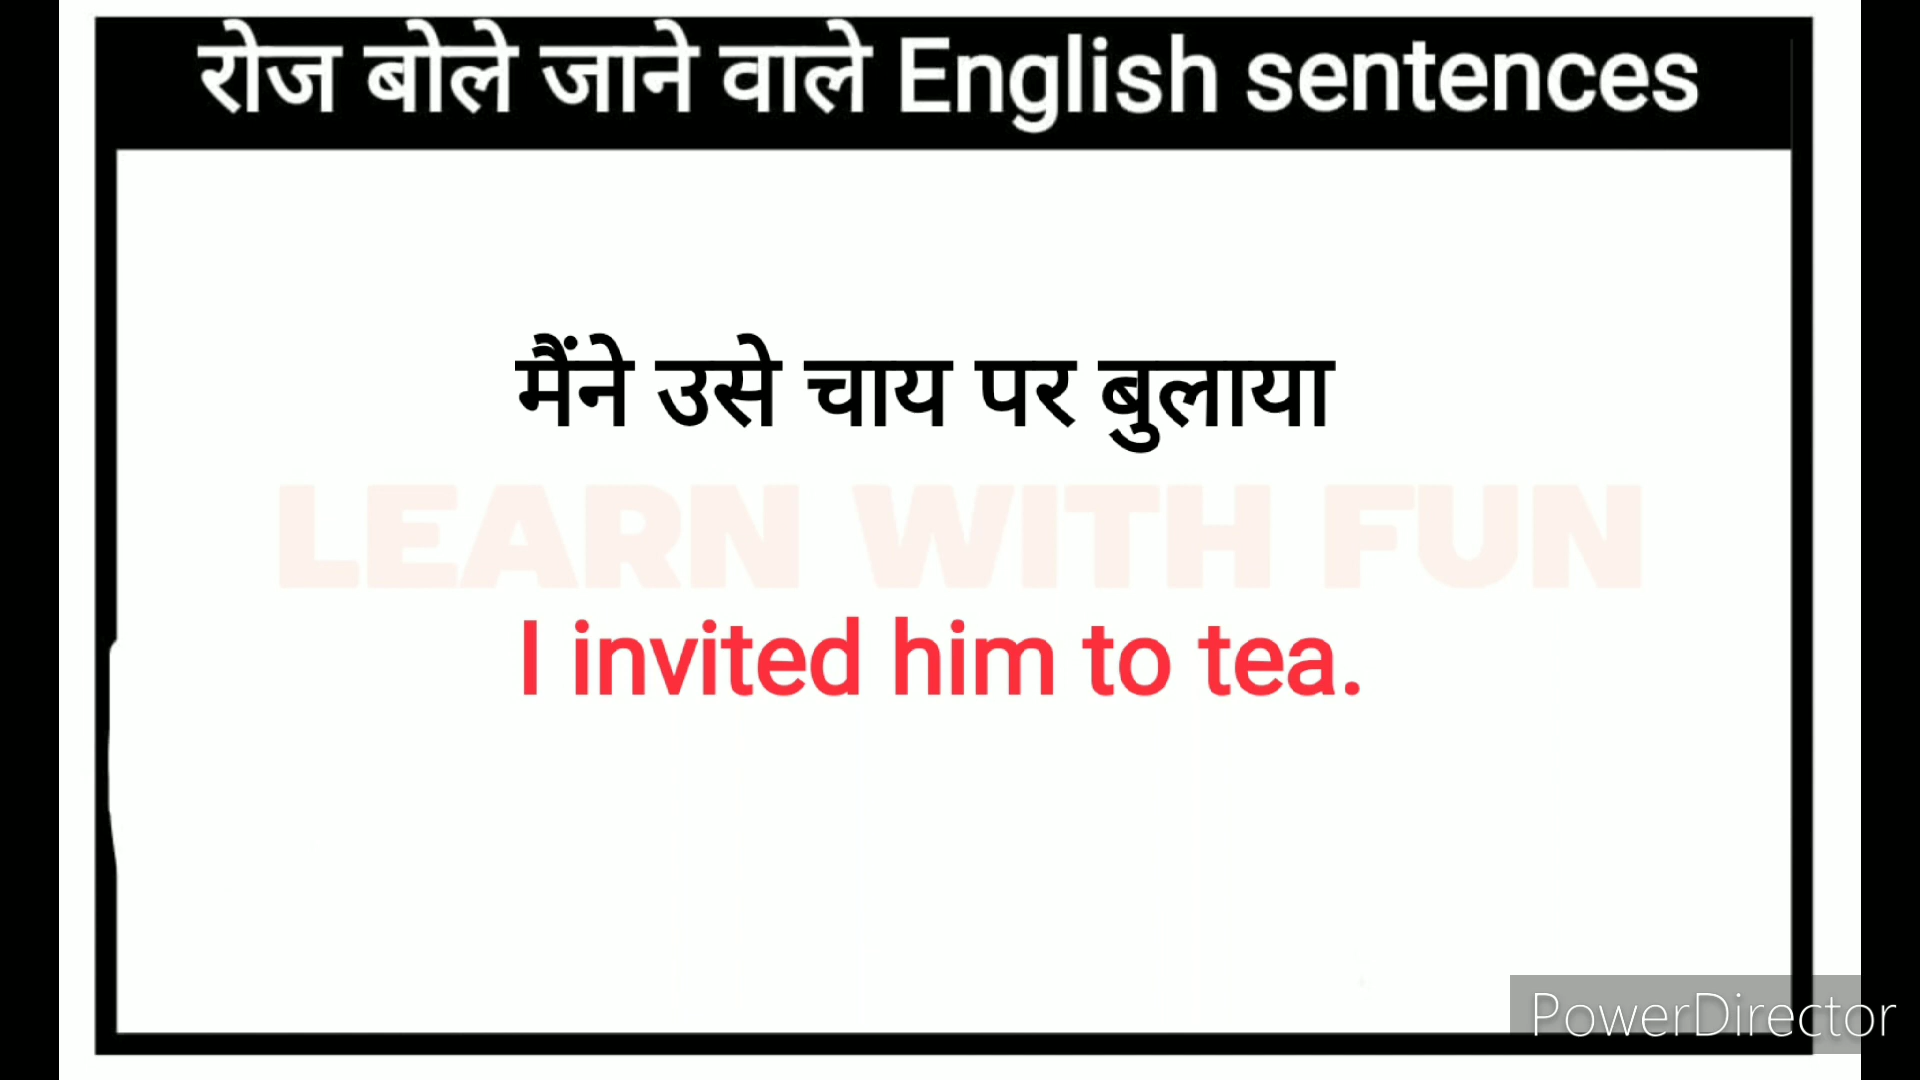 रोज बोले जाने वाले English sentences
मैंने उसे चाय पर बुलाया
LEARN WITH FUN
I invited him to tea.
PowerDirector